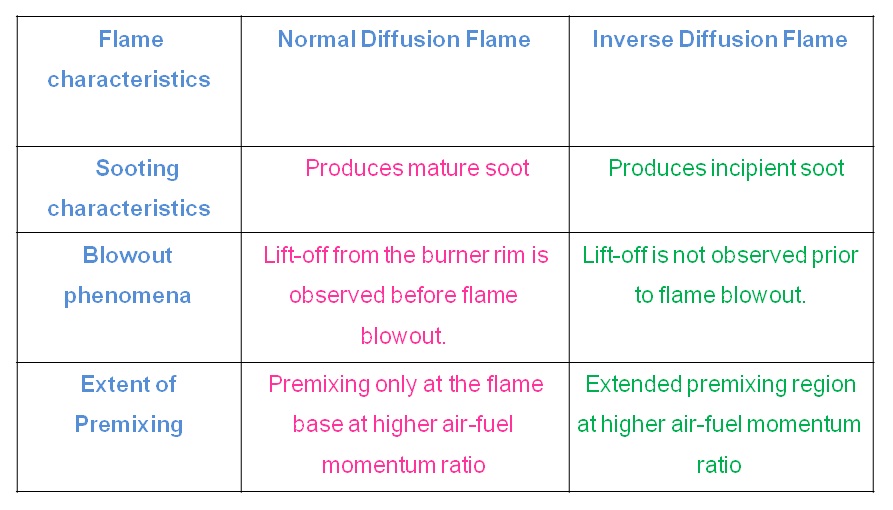 Flame characteristics
Normal Diffusion Flame
Inverse Diffusion Flame
Sooting characteristics
Produces mature soot
Produces incipient soot
Blowout phenomena
Lift-off from the burner rim is
observed before flame
blowout.
Lift-off is not observed prior
to flame blowout.
Extent of
Premixing
Premixing only at the flame
base at higher air-fuel
momentum ratio
Extended premixing region
at higher air-fuel momentum
ratio